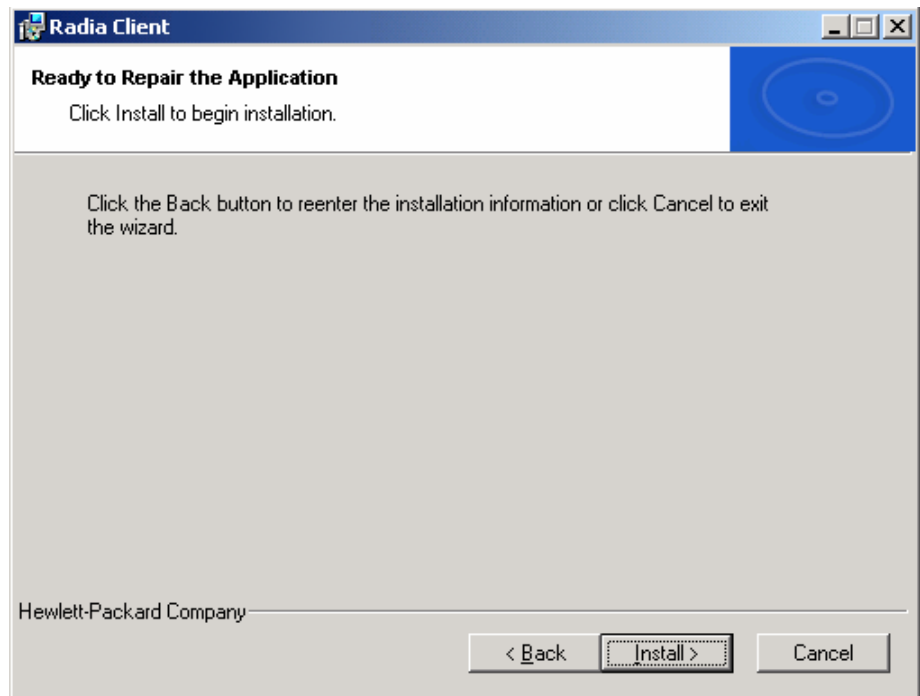 Radia Client
Ready to Repair the Application
Click Install to begin installation.
Click the Back button to reenter the installation information or click Cancel to exit
the wizard.
Hewlett-Packard Company
< Back
Install >
Cancel